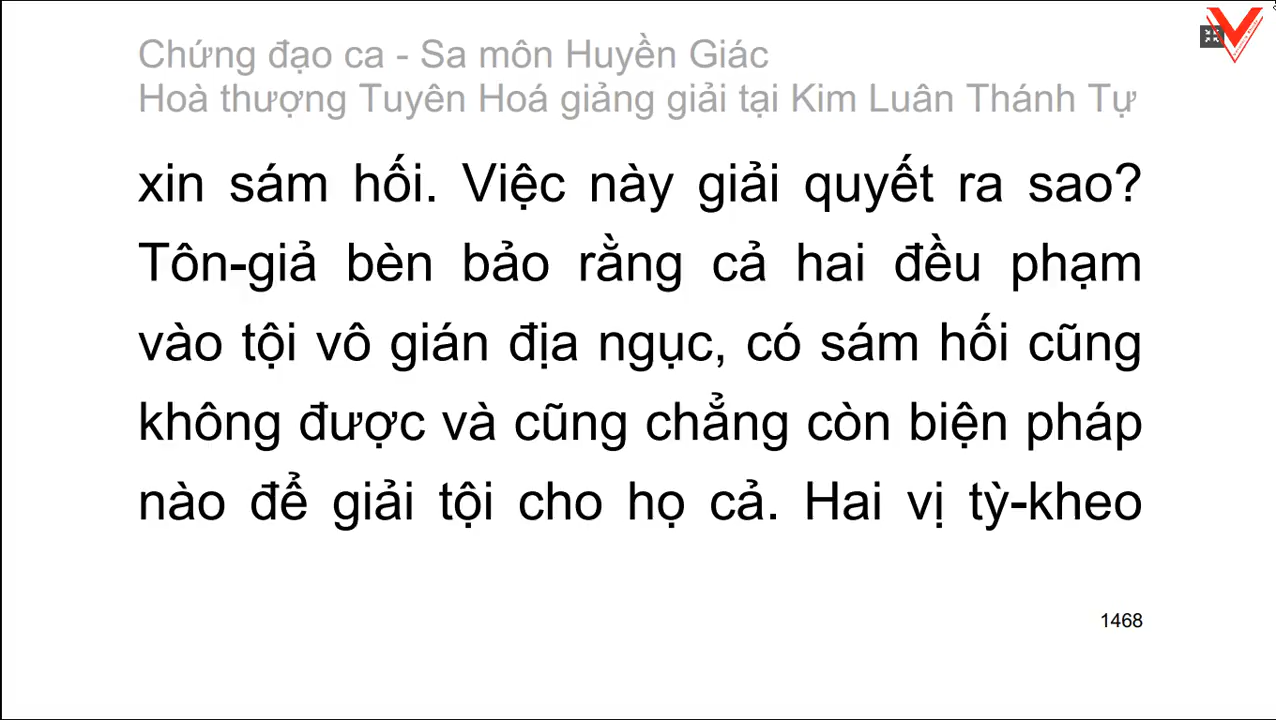 Chứng đạo ca - Sa môn Huyền Giác
Hoà thượng Tuyên Hoá giảng giải tại Kim Luân Thánh Tự
xin sám hối. Việc này giải quyết ra sao?
Tôn-giả bèn bảo rằng cả hai đều phạm
vào tội vô gián địa ngục, có sám hối cũng
không được và cũng chẳng còn biện pháp
nào để giải tội cho họ cả. Hai vị tỳ-kheo
1468